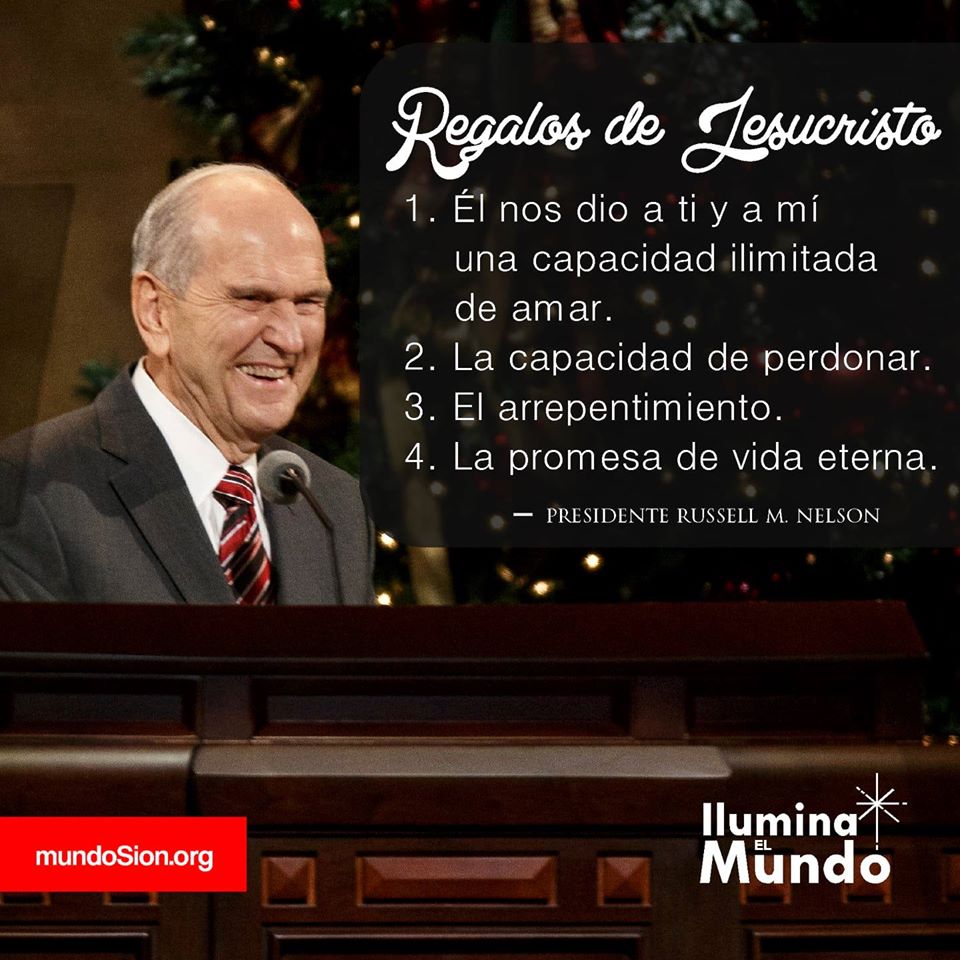 Regalos de Jesucristo
1. Él nos dio a ti y a mí
una capacidad ilimitada
de amar.
2. La capacidad de perdonar.
3. El arrepentimiento.
4. La promesa de vida eterna.
— PRESIDENTE RUSSELL M. NELSON
mundoSion.org
Ilumina
EL
Mundo